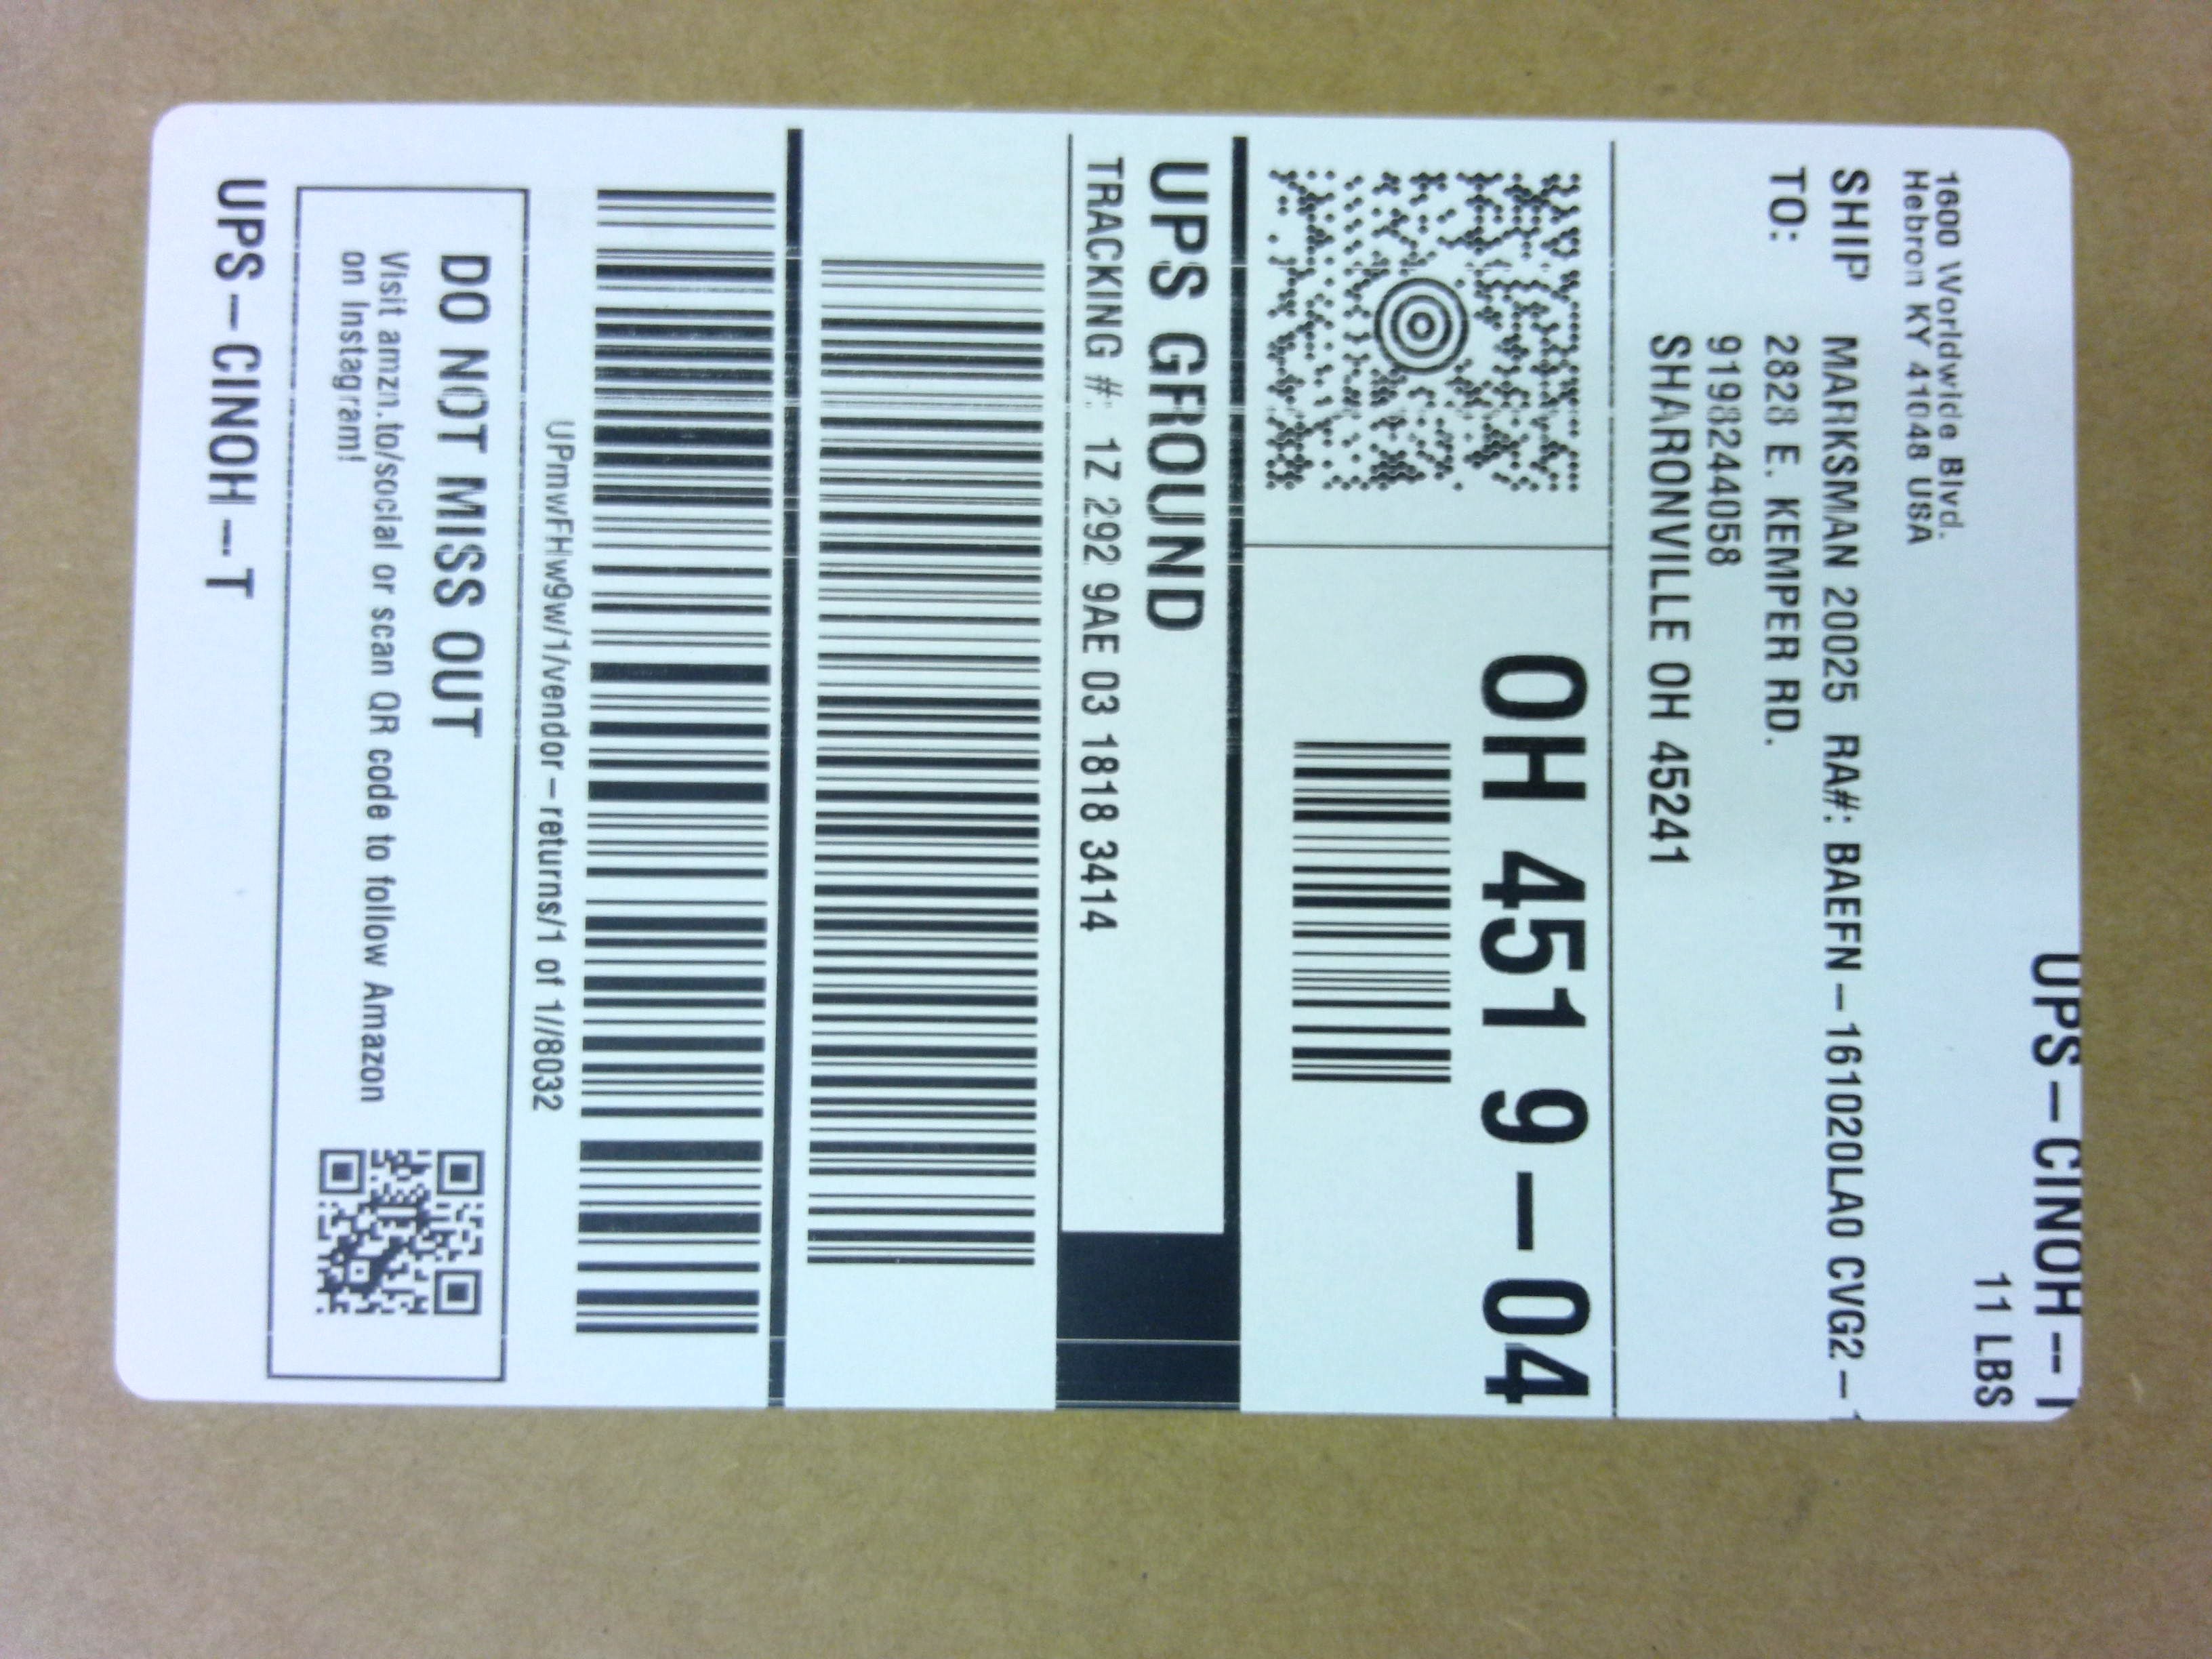 UPS-CINOH--T
11 LBS
1600 Worldwide Blvd.
Hebron KY 41048 USA
SHIP MARKSMAN 20025 RA#: BAEFN-161020LA0 CVG2-
TO: 2828 E. KEMPER RD.
9198244058
SHARONVILLE OH 45241
OH 451 9-04
UPS GROUND
TRACKING #: 1Z 292 9AE 03 1818 3414
UPmwFHw9w/1/vendor-returns/1 of 1//8032
DO NOT MISS OUT
Visit amzn.to/social or scan QR code to follow Amazon
on Instagram!
UPS-CINOH--T